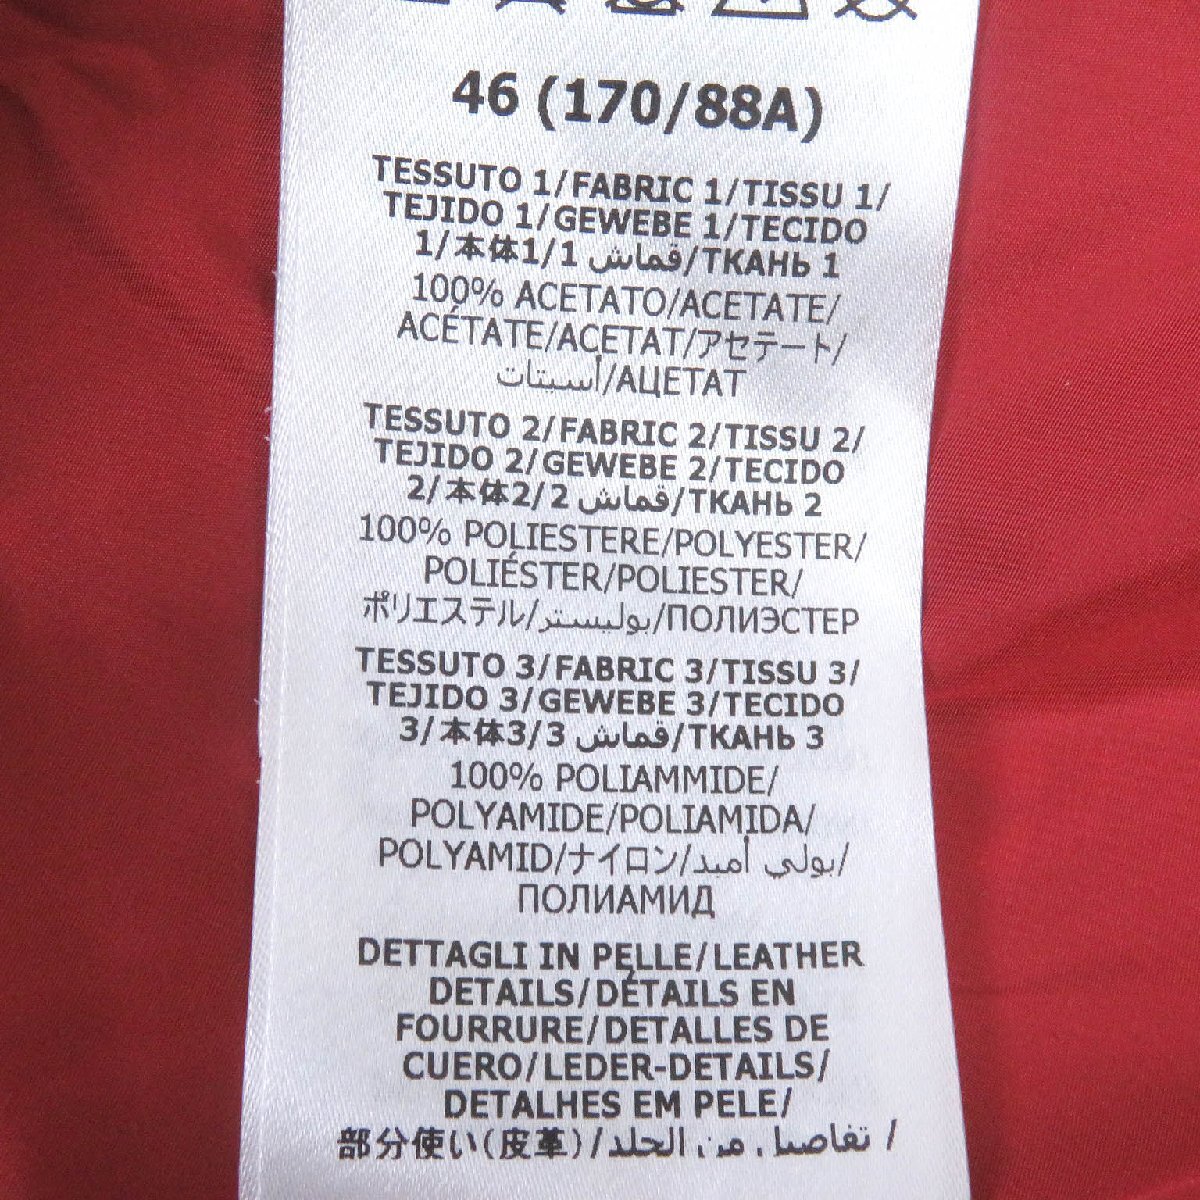 46 (170/88A)
TESSUTO 1/FABRIC 1/TISSU 1/
TEJIDO 1/GEWEBE 1/TECIDO
1/本体1/1 قماش/ТКАНЬ 1
100% ACETATO/ACETATE/
ACÉTATE/ACETAT/アセテート/
أسيتات/АЦЕТАТ
TESSUTO 2/FABRIC 2/TISSU 2/
TEJIDO 2/GEWEBE 2/TECIDO
2/本体2/2 قماش/ТКАНЬ 2
100% POLIESTERE/POLYESTER/
POLIÉSTER/POLIESTER/
ポリエステル/بوليستر/ПОЛИЭСТЕР
TESSUTO 3/FABRIC 3/TISSU 3/
TEJIDO 3/GEWEBE 3/TECIDO
3/本体3/3 قماش/ТКАНЬ 3
100% POLIAMMIDE/
POLYAMIDE/POLIAMIDA/
POLYAMID/ナイロン/بولي أميد/
ПОЛИАМИД
DETTAGLI IN PELLE/LEATHER
DETAILS/DÉTAILS EN
FOURRURE/DETALLES DE
CUERO/LEDER-DETAILS/
DETALHES EM PELE/
部分使い(皮革)/تفاصيل من الجلد /